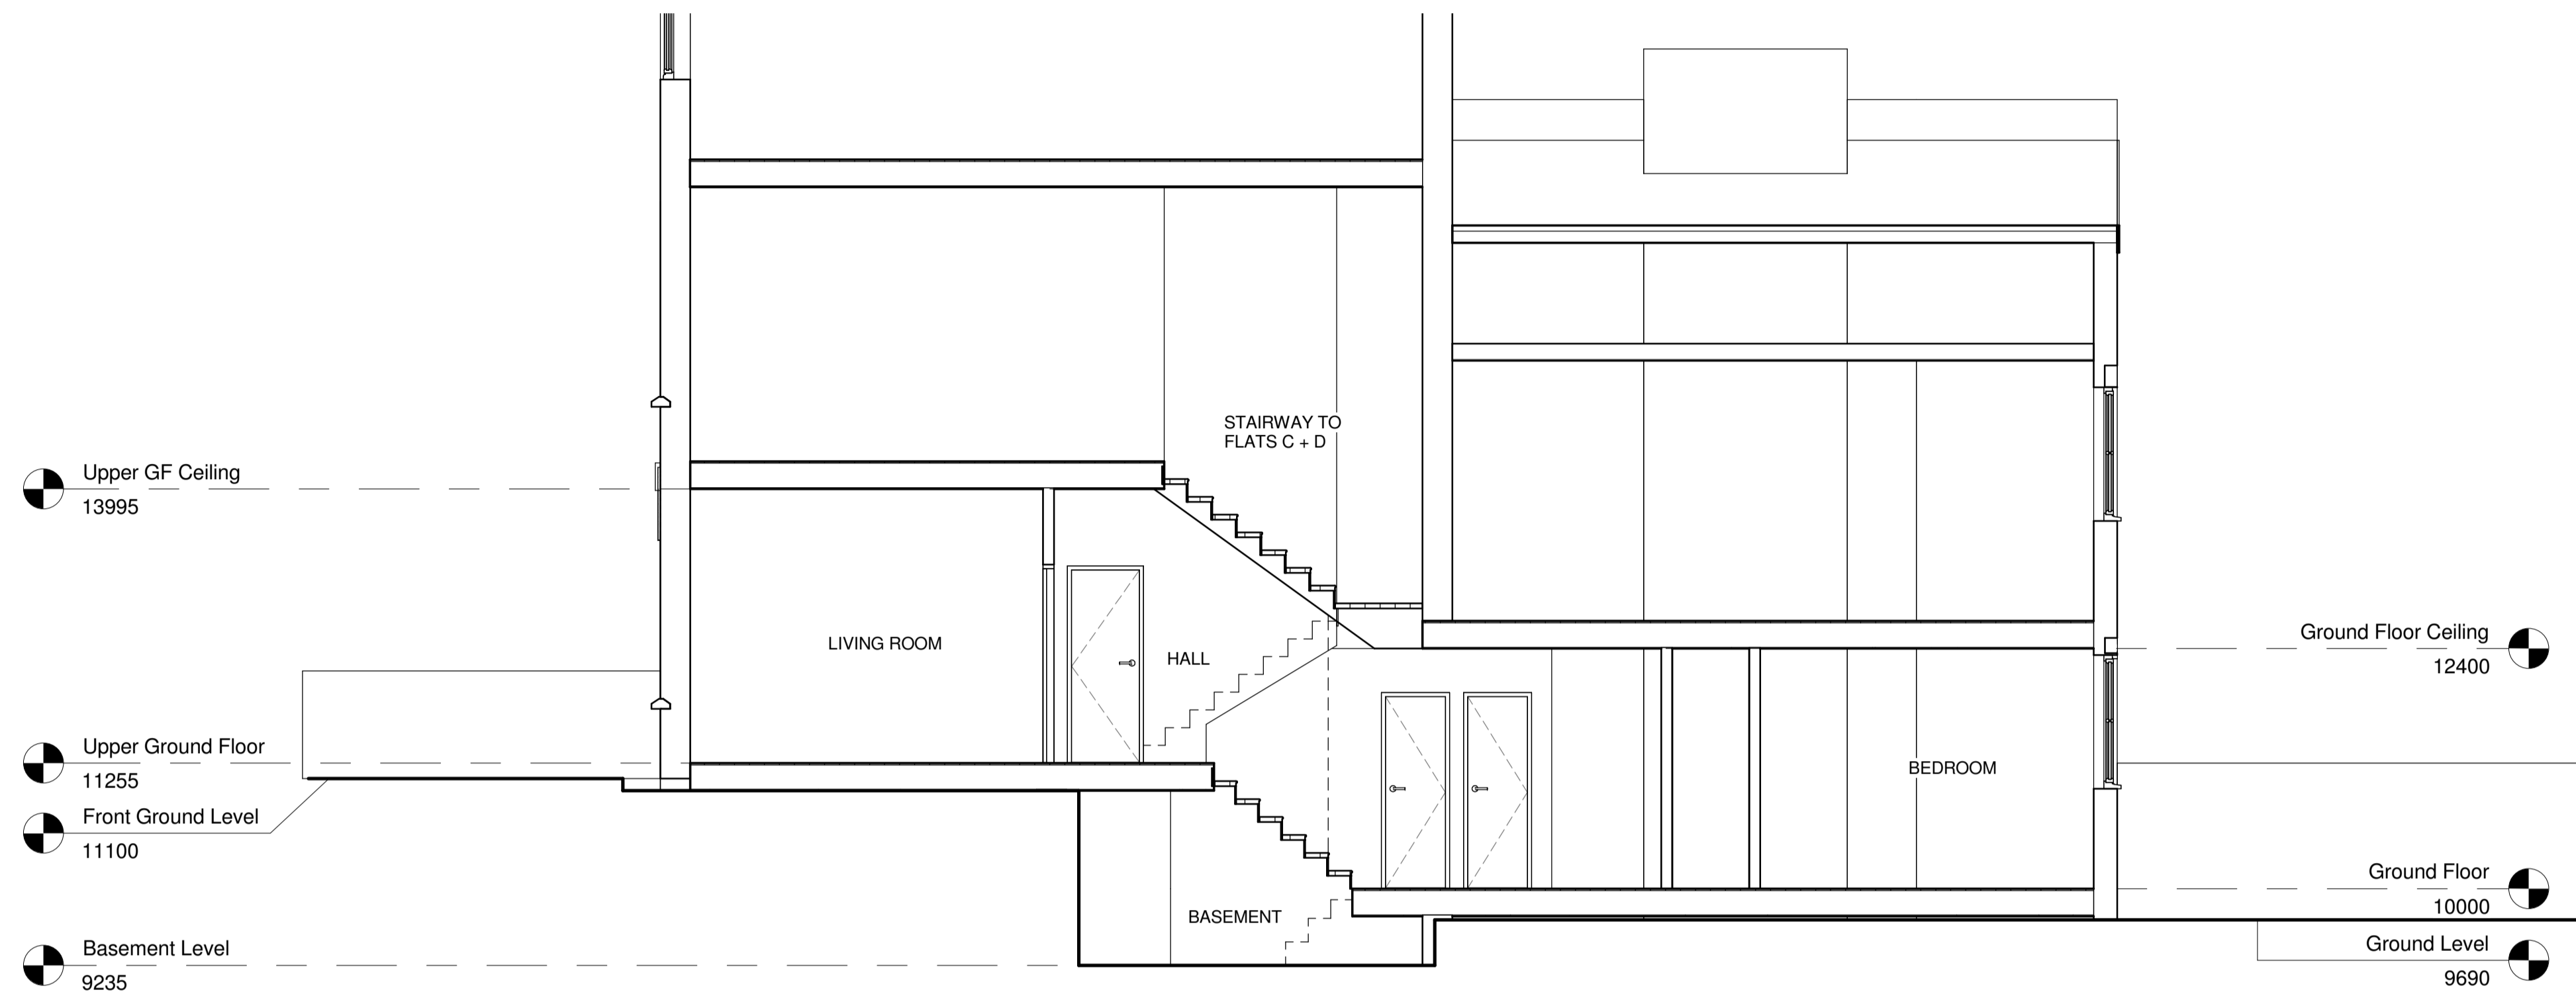 STAIRWAY TO
FLATS C + D
Upper GF Ceiling
13995
LIVING ROOM
HALL
Ground Floor Ceiling
12400
Upper Ground Floor
11255
BEDROOM
Front Ground Level
11100
Ground Floor
10000
BASEMENT
Basement Level
9235
Ground Level
9690